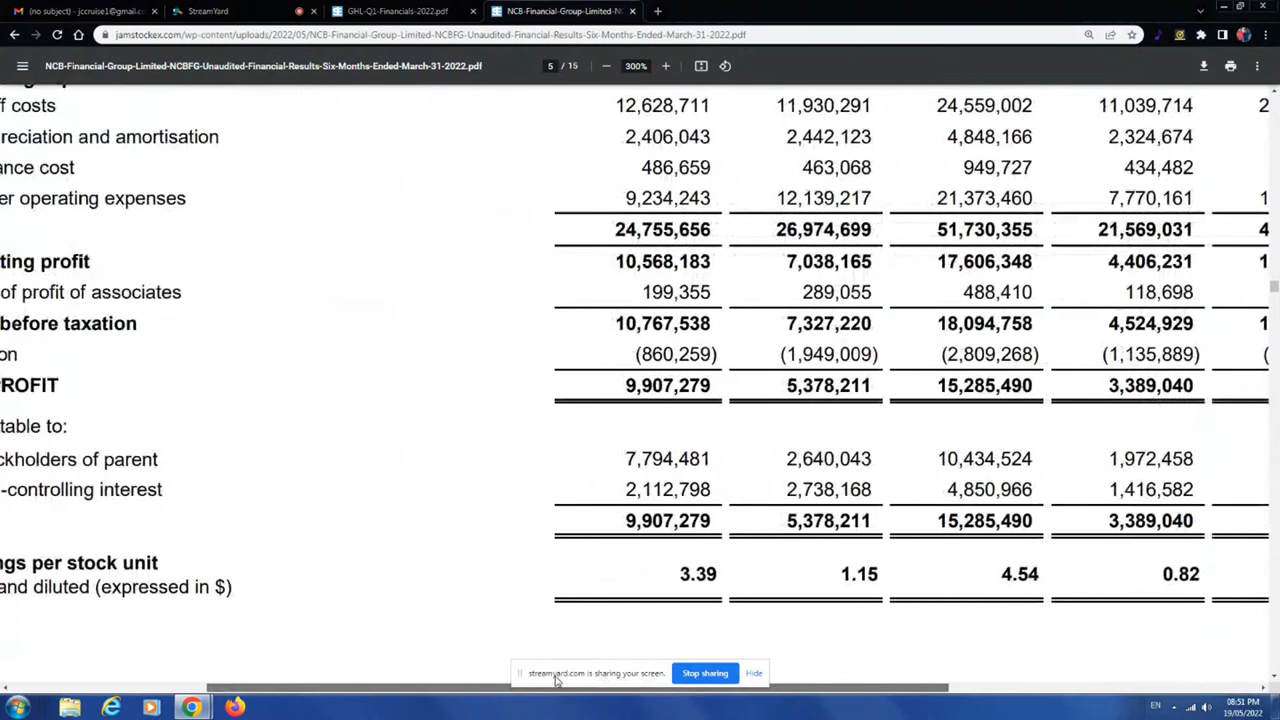 (no subject) - jccruise1@gmail.c
StreamYard
GHL-Q1-Financials-2022.pdf
NCB-Financial-Group-Limited-N
jamstockex.com/wp-content/uploads/2022/05/NCB-Financial-Group-Limited-NCBFG-Unaudited-Financial-Results-Six-Months-Ended-March-31-2022.pdf
NCB-Financial-Group-Limited-NCBFG-Unaudited-Financial-Results-Six-Months-Ended-March-31-2022.pdf 5 / 15 300%
ff costs 12,628,711 11,930,291 24,559,002 11,039,714 2
reciation and amortisation 2,406,043 2,442,123 4,848,166 2,324,674
ance cost 486,659 463,068 949,727 434,482
er operating expenses 9,234,243 12,139,217 21,373,460 7,770,161 1
24,755,656 26,974,699 51,730,355 21,569,031 4
ting profit 10,568,183 7,038,165 17,606,348 4,406,231 1
of profit of associates 199,355 289,055 488,410 118,698
before taxation 10,767,538 7,327,220 18,094,758 4,524,929 1
on (860,259) (1,949,009) (2,809,268) (1,135,889) (
PROFIT 9,907,279 5,378,211 15,285,490 3,389,040
table to:
ckholders of parent 7,794,481 2,640,043 10,434,524 1,972,458
-controlling interest 2,112,798 2,738,168 4,850,966 1,416,582
9,907,279 5,378,211 15,285,490 3,389,040
ngs per stock unit
and diluted (expressed in $) 3.39 1.15 4.54 0.82
streamyard.com is sharing your screen. Stop sharing Hide
EN 08:51 PM
19/05/2022